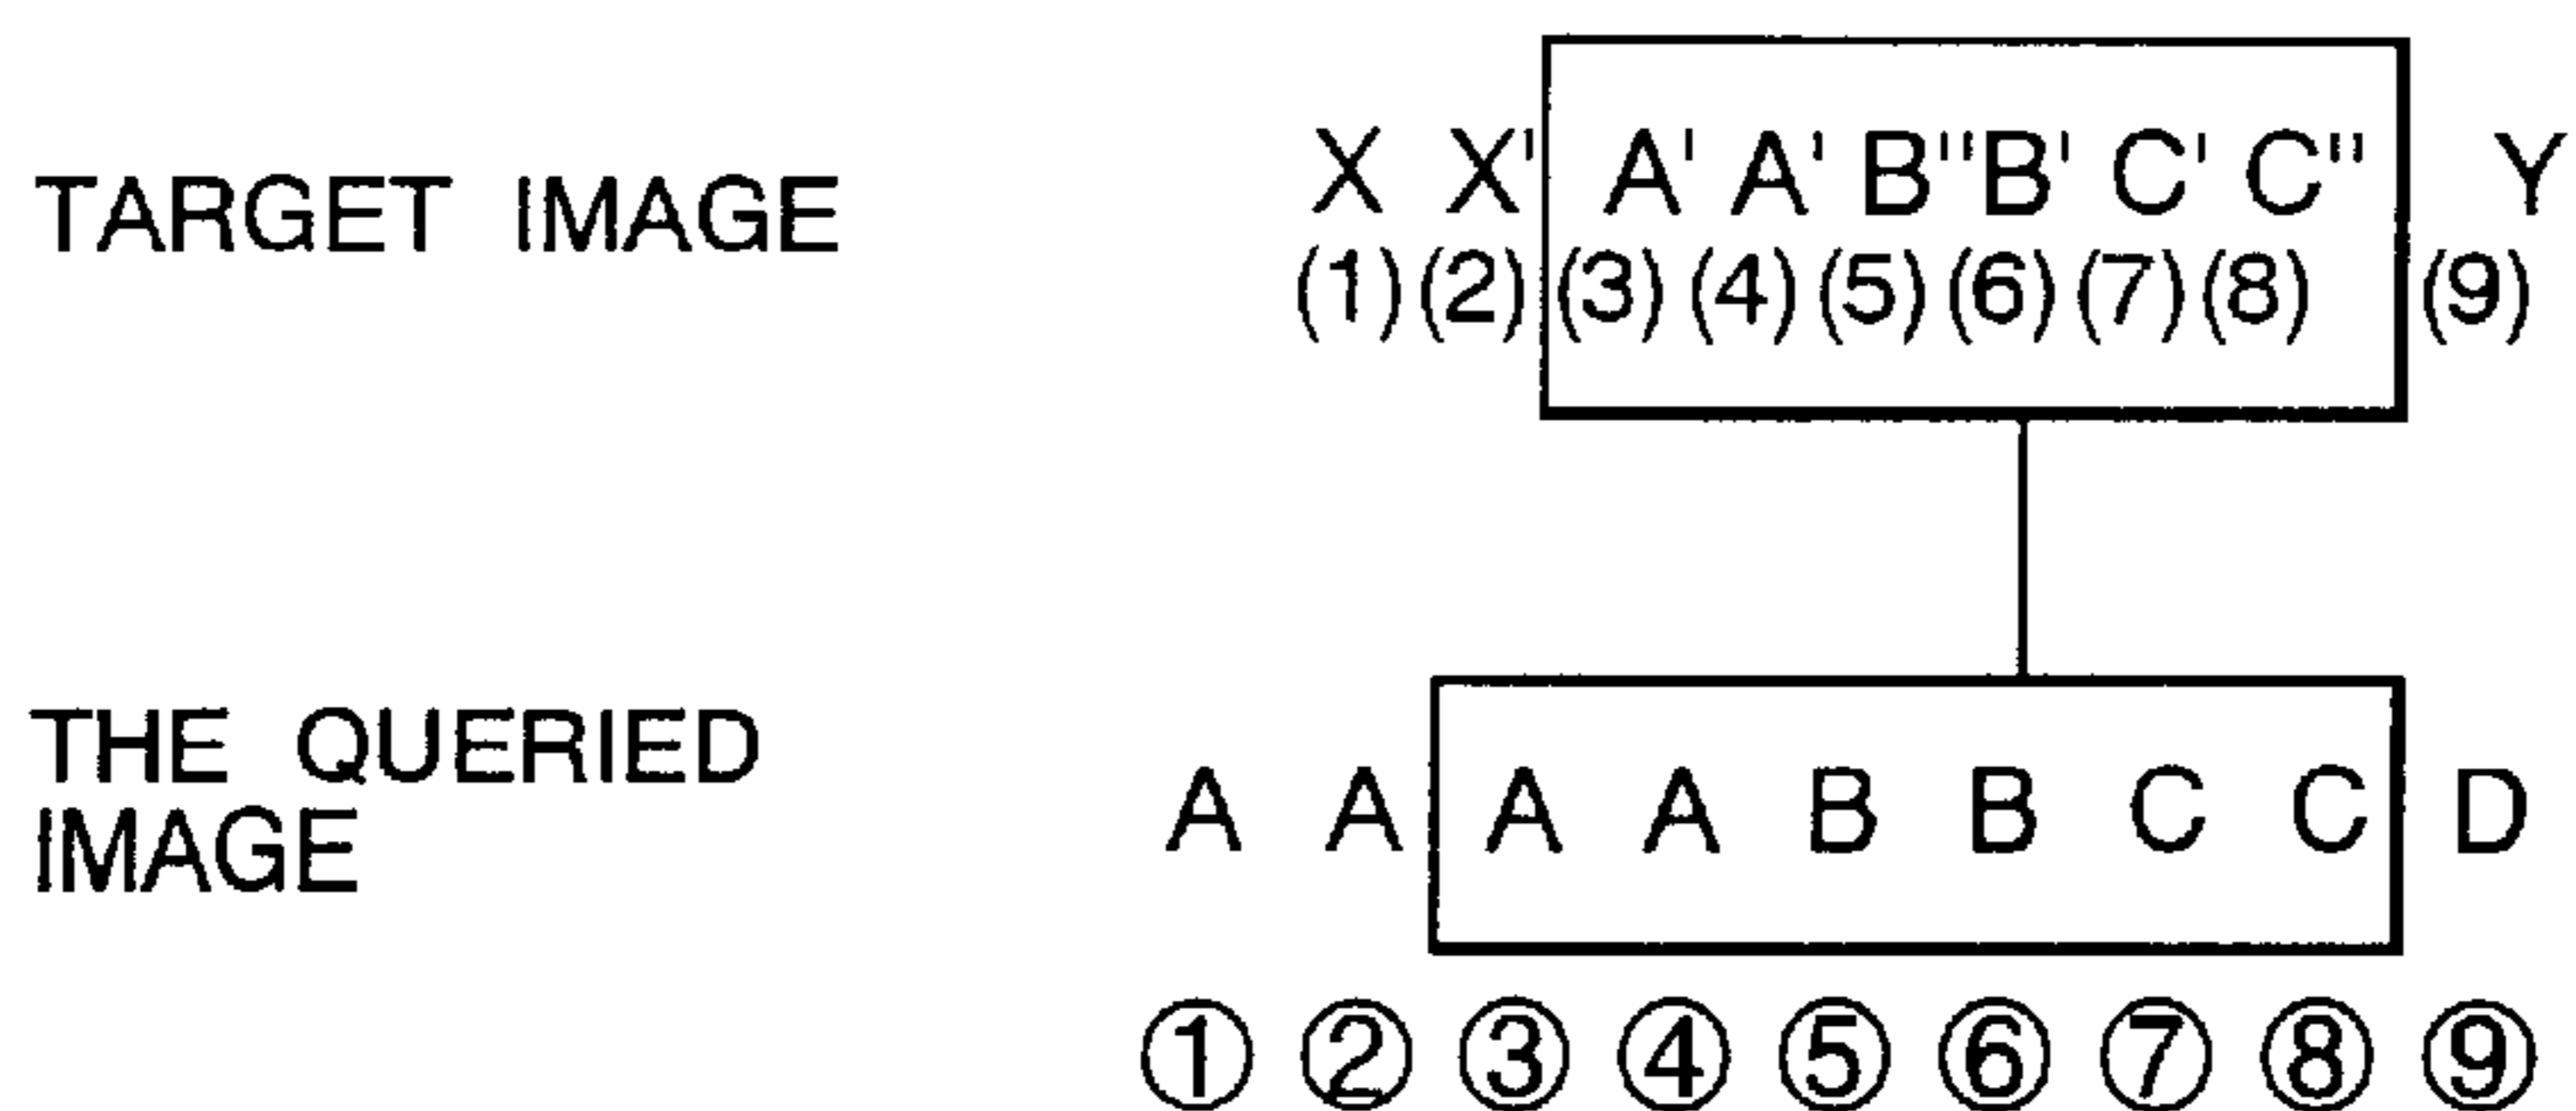 TARGET IMAGE
X X' A' A' B" B' C' C" Y
(1) (2) (3) (4) (5) (6) (7) (8) (9)
THE QUERIED
IMAGE
A A A A B B C C D
① ② ③ ④ ⑤ ⑥ ⑦ ⑧ ⑨